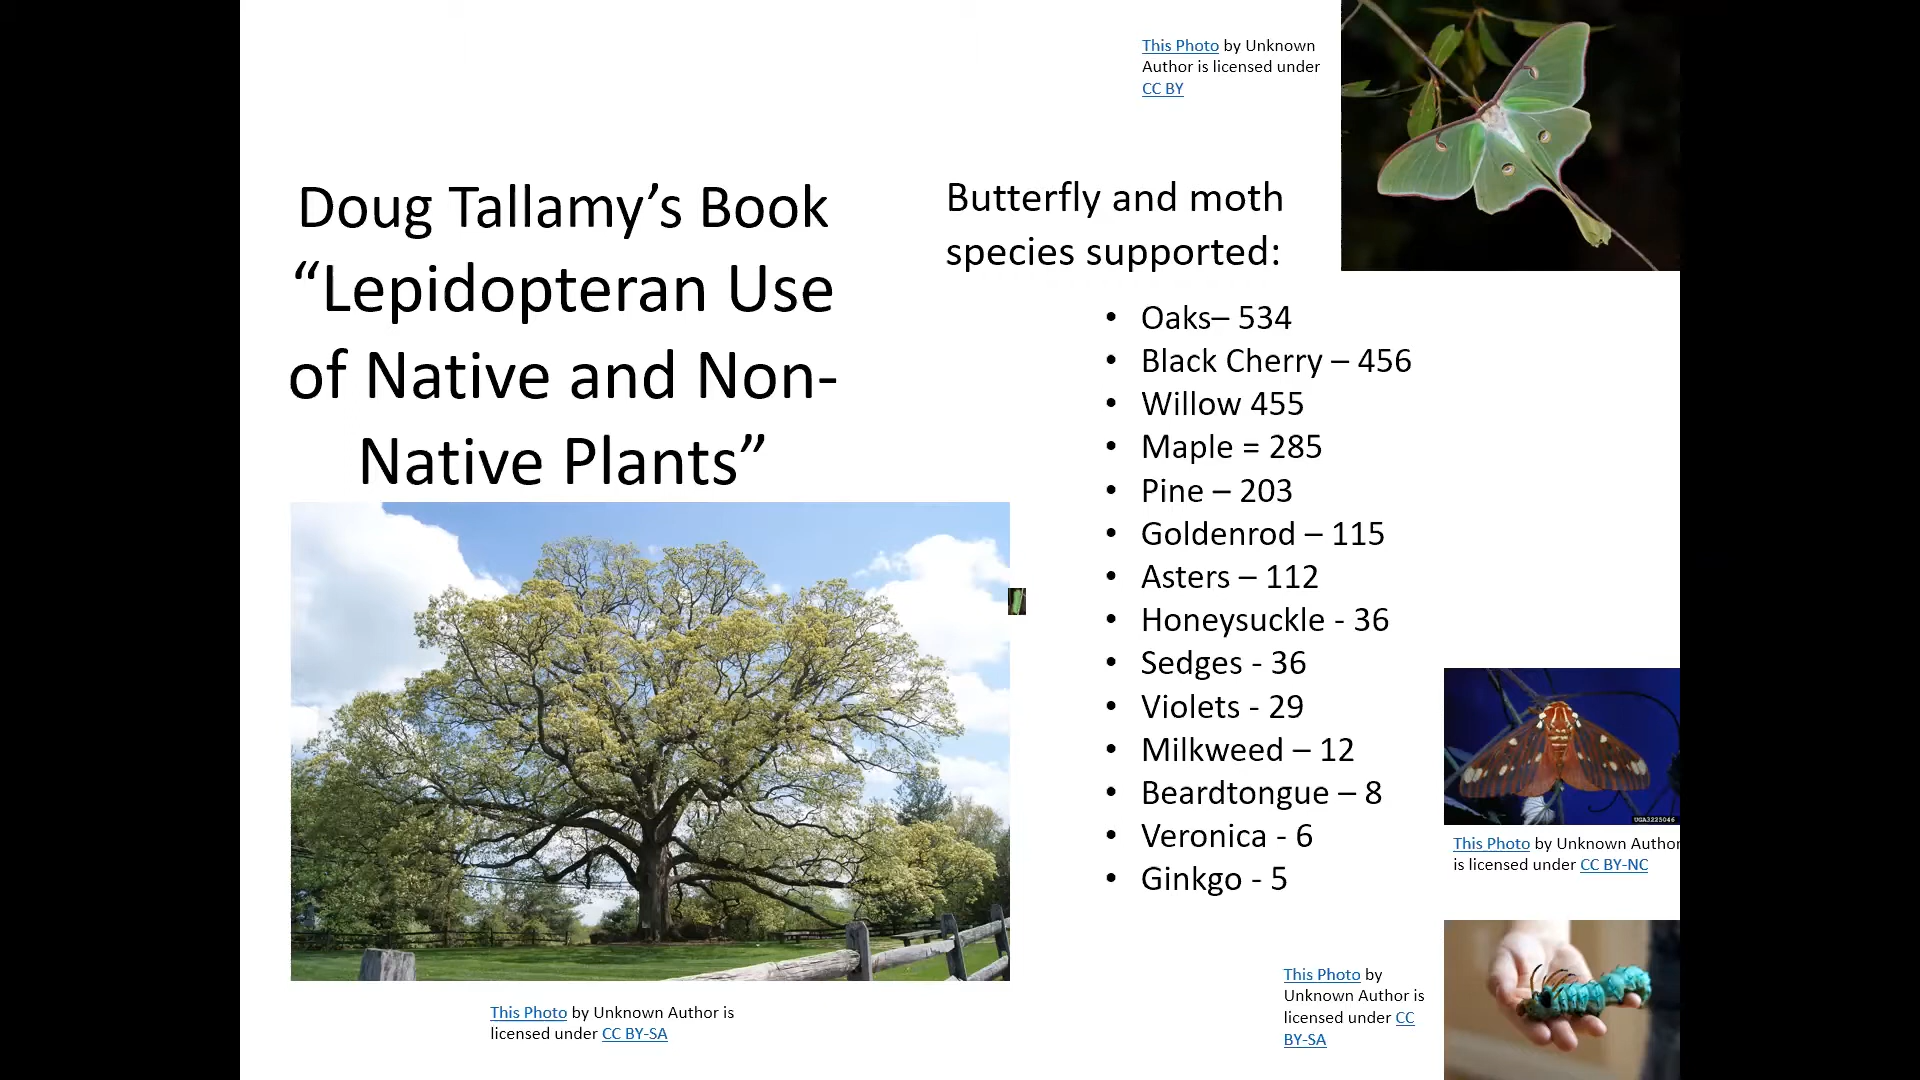 This Photo by Unknown
Author is licensed under
CC BY
Doug Tallamy’s Book
“Lepidopteran Use
of Native and Non-
Native Plants”
Butterfly and moth
species supported:
• Oaks– 534
• Black Cherry – 456
• Willow 455
• Maple = 285
• Pine – 203
• Goldenrod – 115
• Asters – 112
• Honeysuckle - 36
• Sedges - 36
• Violets - 29
• Milkweed – 12
• Beardtongue – 8
• Veronica - 6
• Ginkgo - 5
UGA3225046
This Photo by Unknown Author
is licensed under CC BY-NC
This Photo by
Unknown Author is
licensed under CC
BY-SA
This Photo by Unknown Author is
licensed under CC BY-SA